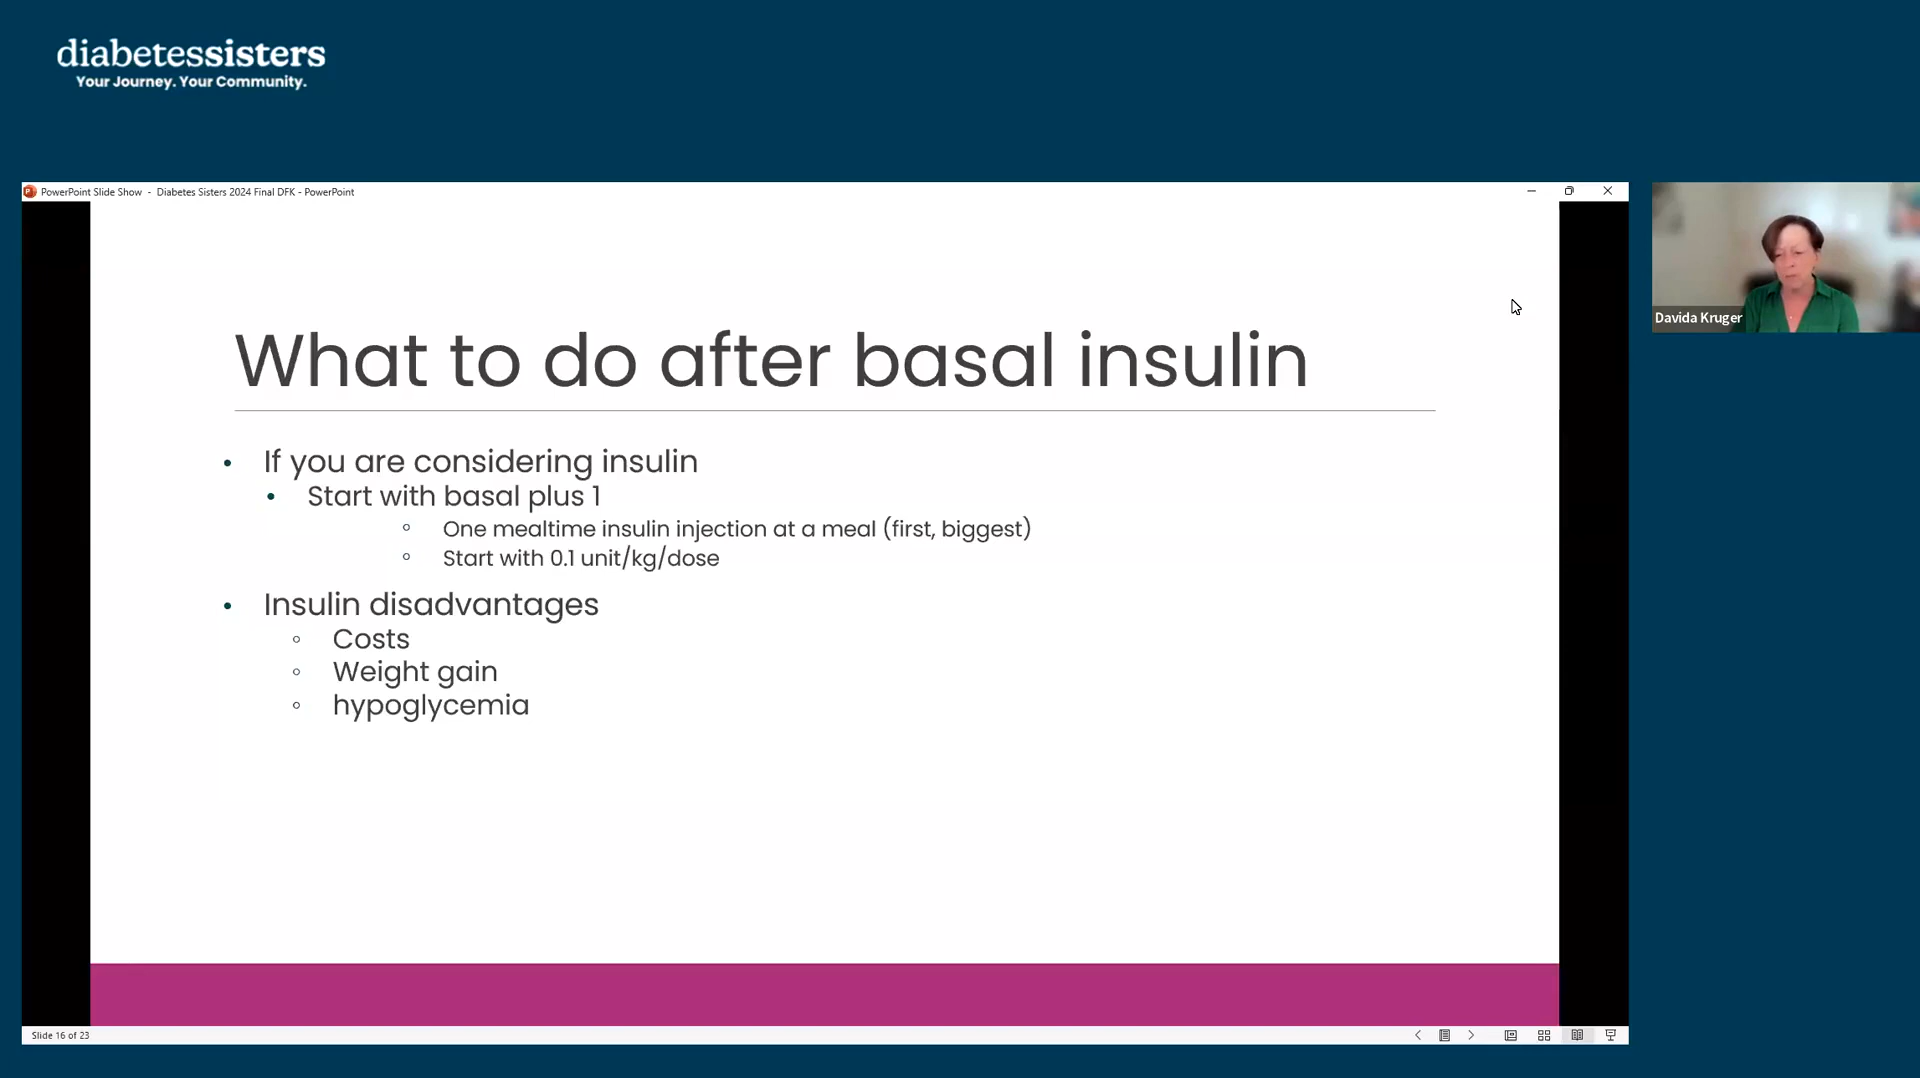 diabetessisters
Your Journey. Your Community.
PowerPoint Slide Show - Diabetes Sisters 2024 Final DFK - PowerPoint
What to do after basal insulin
• If you are considering insulin
• Start with basal plus 1
◦ One mealtime insulin injection at a meal (first, biggest)
◦ Start with 0.1 unit/kg/dose
• Insulin disadvantages
◦ Costs
◦ Weight gain
◦ hypoglycemia
Davida Kruger
Slide 16 of 23